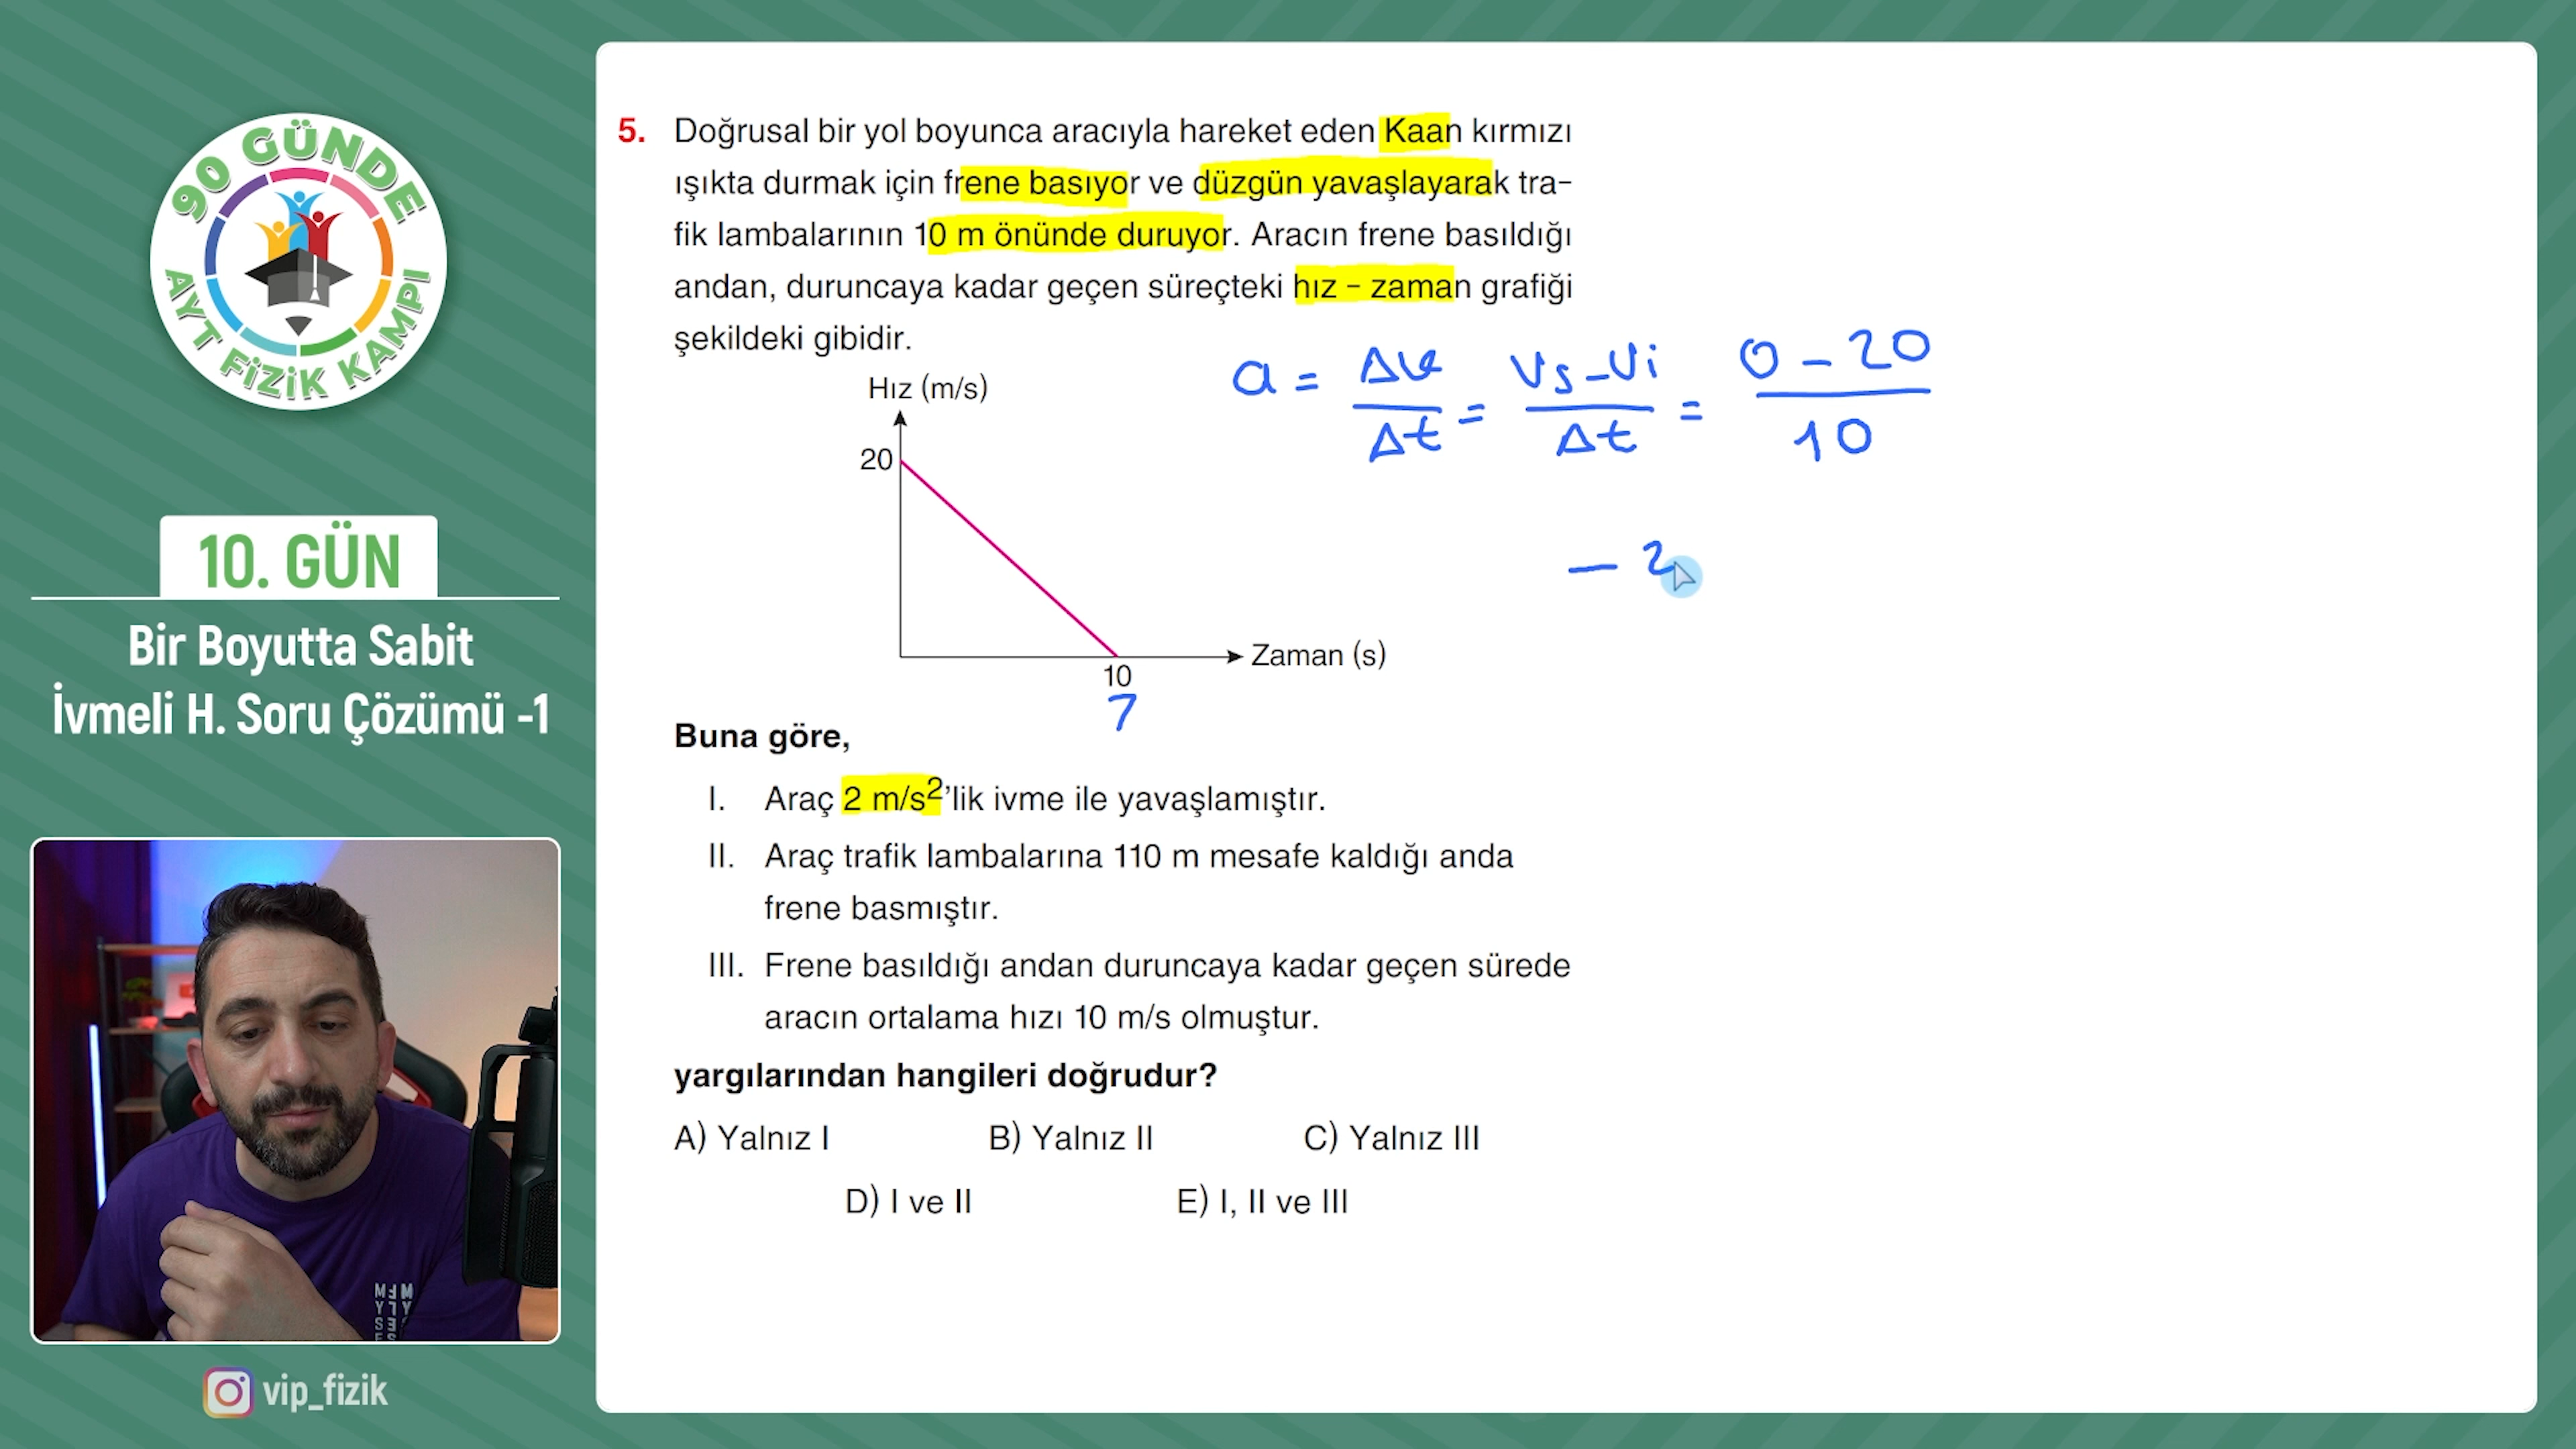 90 GÜNDE
AYT FİZİK KAMPI
10. GÜN
Bir Boyutta Sabit
İvmeli H. Soru Çözümü -1
vip_fizik
5. Doğrusal bir yol boyunca aracıyla hareket eden Kaan kırmızı
ışıkta durmak için frene basıyor ve düzgün yavaşlayarak tra-
fik lambalarının 10 m önünde duruyor. Aracın frene basıldığı
andan, duruncaya kadar geçen süreçteki hız - zaman grafiği
şekildeki gibidir.
a = Δv/Δt = Vs-Vi/Δt = 0-20/10
Hız (m/s)
20
- 2
Zaman (s)
10
7
Buna göre,
I. Araç 2 m/s²'lik ivme ile yavaşlamıştır.
II. Araç trafik lambalarına 110 m mesafe kaldığı anda
frene basmıştır.
III. Frene basıldığı andan duruncaya kadar geçen sürede
aracın ortalama hızı 10 m/s olmuştur.
yargılarından hangileri doğrudur?
A) Yalnız I B) Yalnız II C) Yalnız III
D) I ve II E) I, II ve III